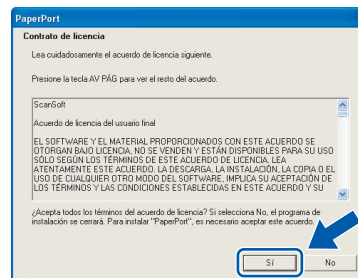 PaperPort
Contrato de licencia
Lea cuidadosamente el acuerdo de licencia siguiente.
Presione la tecla AV PÁG para ver el resto del acuerdo.
ScanSoft
Acuerdo de licencia del usuario final
EL SOFTWARE Y EL MATERIAL PROPORCIONADOS CON ESTE ACUERDO SE
OTORGAN BAJO LICENCIA, NO SE VENDEN Y ESTÁN DISPONIBLES PARA SU USO
SÓLO SEGÚN LOS TÉRMINOS DE ESTE ACUERDO DE LICENCIA. LEA
ATENTAMENTE ESTE ACUERDO. LA DESCARGA, LA INSTALACIÓN, LA COPIA O EL
USO DE CUALQUIER OTRO MODO DEL SOFTWARE, IMPLICA SU ACEPTACIÓN DE
LOS TÉRMINOS Y LAS CONDICIONES ESTABLECIDAS EN ESTE ACUERDO Y SU
¿Acepta todos los términos del acuerdo de licencia? Si selecciona No, el programa de
instalación se cerrará. Para instalar "PaperPort", es necesario aceptar este acuerdo.
Sí
No